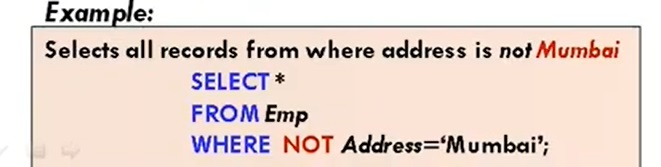 Example:
Selects all records from where address is not Mumbai
SELECT *
FROM Emp
WHERE NOT Address=‘Mumbai’;